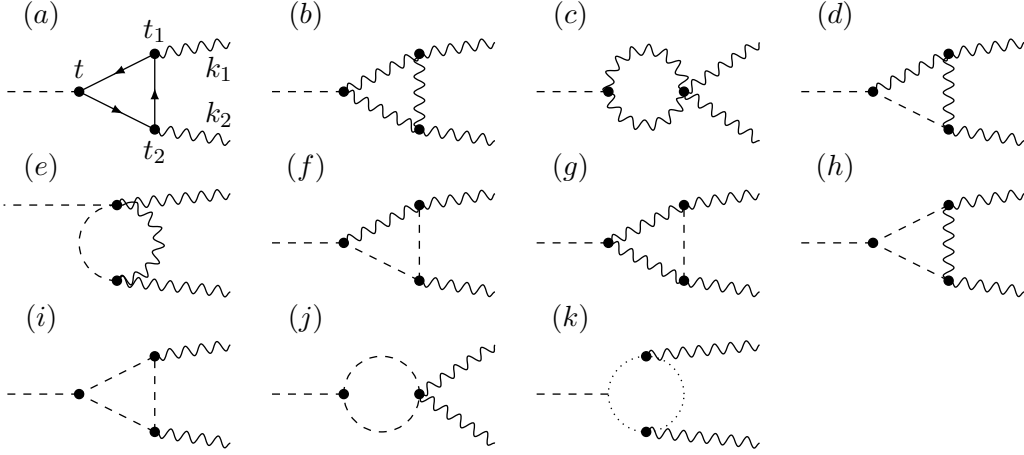 (a) (b) (c) (d)
t t₁ k₁
k₂
t₂
(e) (f) (g) (h)
(i) (j) (k)